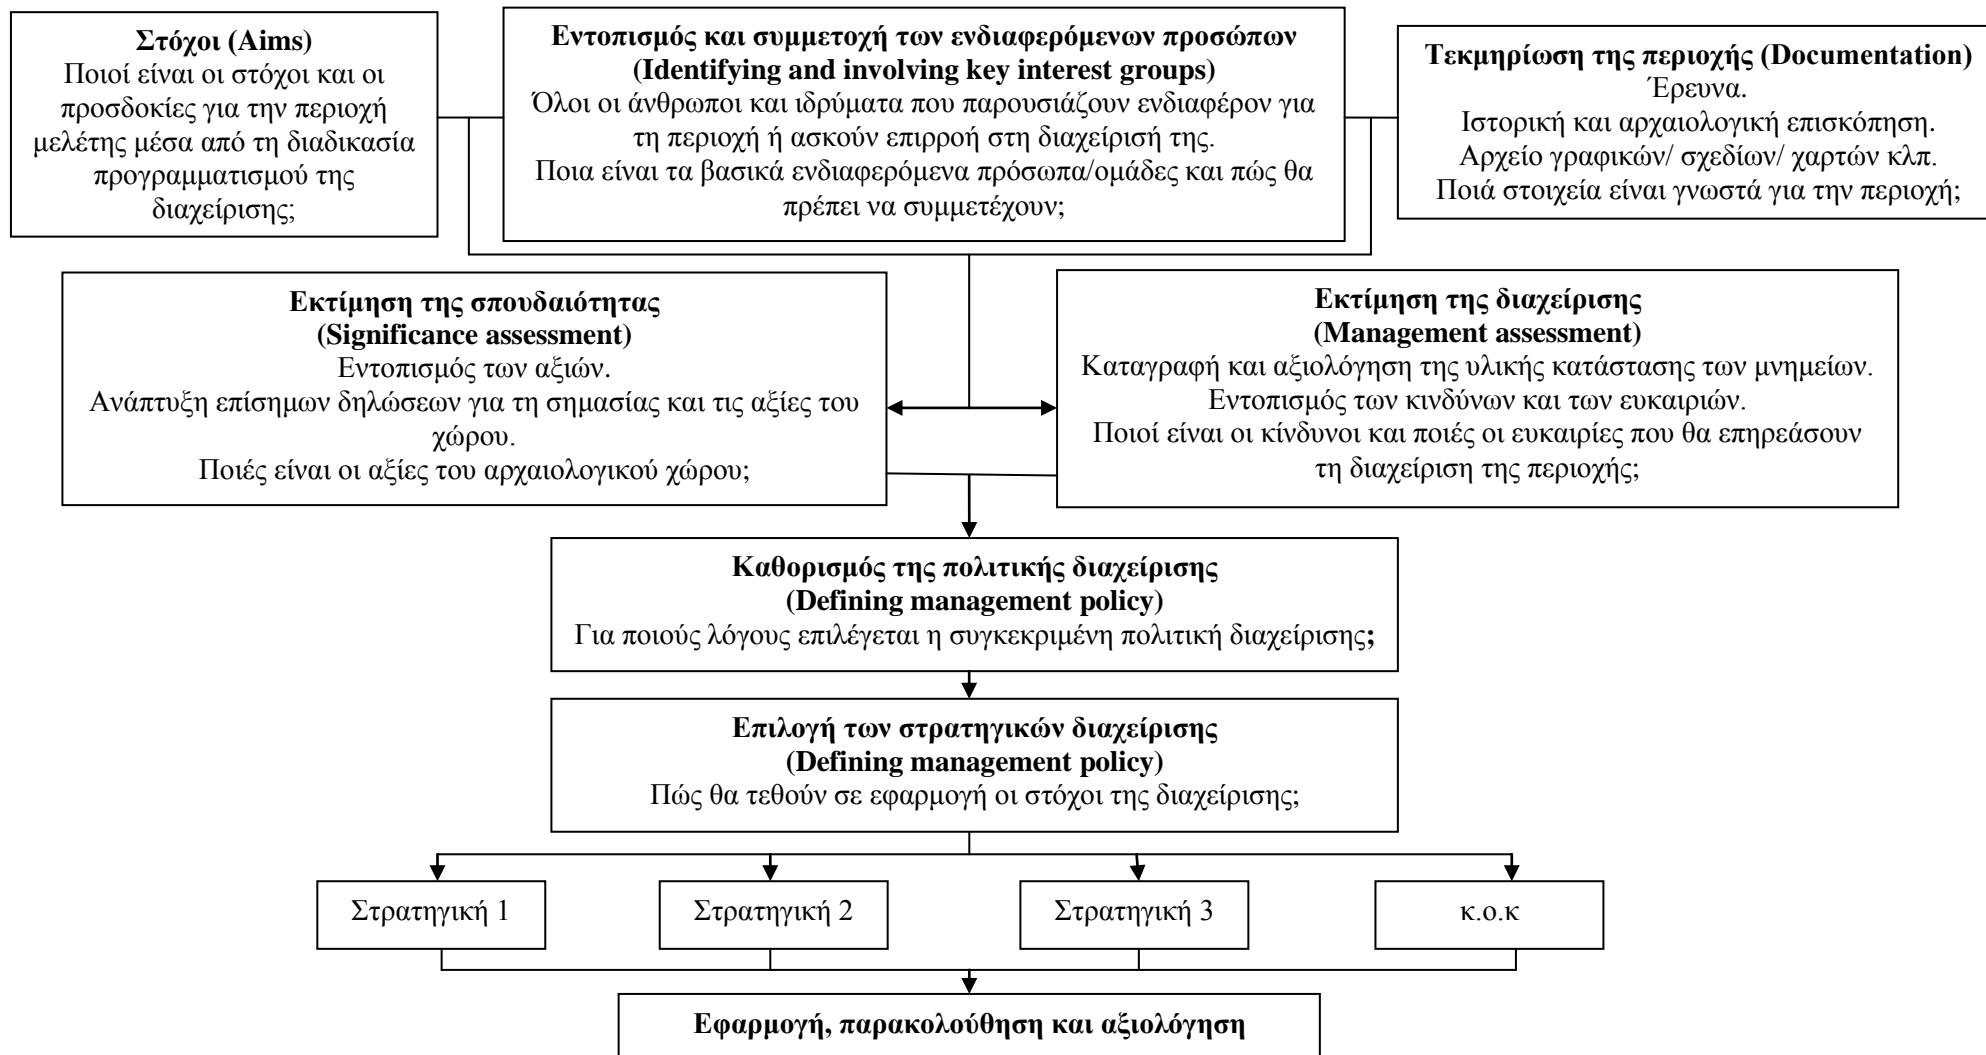 Στόχοι (Aims)
Ποιοί είναι οι στόχοι και οι
προσδοκίες για την περιοχή
μελέτης μέσα από τη διαδικασία
προγραμματισμού της
διαχείρισης;
Εντοπισμός και συμμετοχή των ενδιαφερόμενων προσώπων
(Identifying and involving key interest groups)
Όλοι οι άνθρωποι και ιδρύματα που παρουσιάζουν ενδιαφέρον για
τη περιοχή ή ασκούν επιρροή στη διαχείρισή της.
Ποια είναι τα βασικά ενδιαφερόμενα πρόσωπα/ομάδες και πώς θα
πρέπει να συμμετέχουν;
Τεκμηρίωση της περιοχής (Documentation)
Έρευνα.
Ιστορική και αρχαιολογική επισκόπηση.
Αρχείο γραφικών/ σχεδίων/ χαρτών κλπ.
Ποιά στοιχεία είναι γνωστά για την περιοχή;
Εκτίμηση της σπουδαιότητας
(Significance assessment)
Εντοπισμός των αξιών.
Ανάπτυξη επίσημων δηλώσεων για τη σημασίας και τις αξίες του
χώρου.
Ποιές είναι οι αξίες του αρχαιολογικού χώρου;
Εκτίμηση της διαχείρισης
(Management assessment)
Καταγραφή και αξιολόγηση της υλικής κατάστασης των μνημείων.
Εντοπισμός των κινδύνων και των ευκαιριών.
Ποιοί είναι οι κίνδυνοι και ποιές οι ευκαιρίες που θα επηρεάσουν
τη διαχείριση της περιοχής;
Καθορισμός της πολιτικής διαχείρισης
(Defining management policy)
Για ποιούς λόγους επιλέγεται η συγκεκριμένη πολιτική διαχείρισης;
Επιλογή των στρατηγικών διαχείρισης
(Defining management policy)
Πώς θα τεθούν σε εφαρμογή οι στόχοι της διαχείρισης;
Στρατηγική 1
Στρατηγική 2
Στρατηγική 3
κ.ο.κ
Εφαρμογή, παρακολούθηση και αξιολόγηση